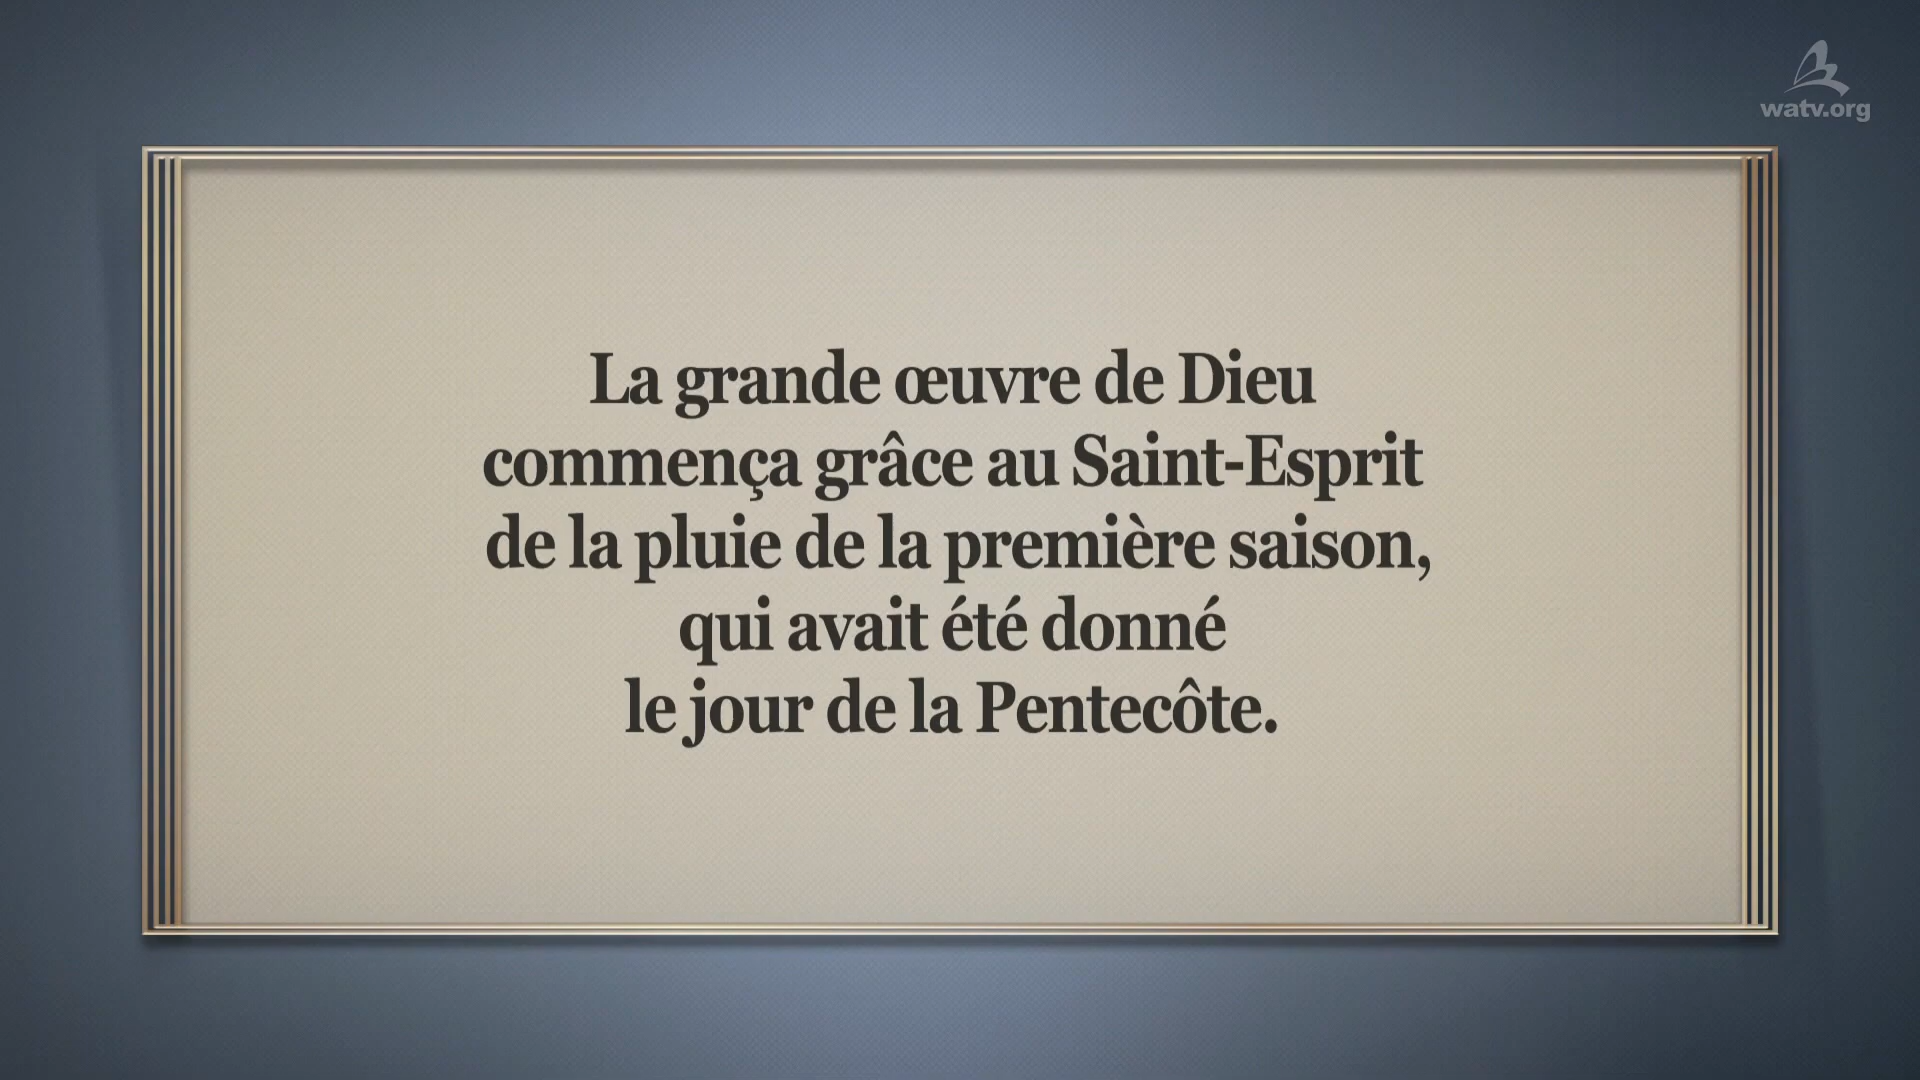 watv.org
La grande œuvre de Dieu
commença grâce au Saint-Esprit
de la pluie de la première saison,
qui avait été donné
le jour de la Pentecôte.